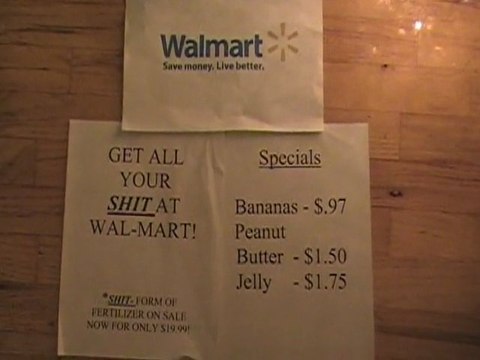 Walmart
Save money. Live better.
GET ALL
YOUR
SHIT AT
WAL-MART!
*SHIT- FORM OF
FERTILIZER ON SALE
NOW FOR ONLY $19.99!
Specials
Bananas - $.97
Peanut
Butter - $1.50
Jelly - $1.75